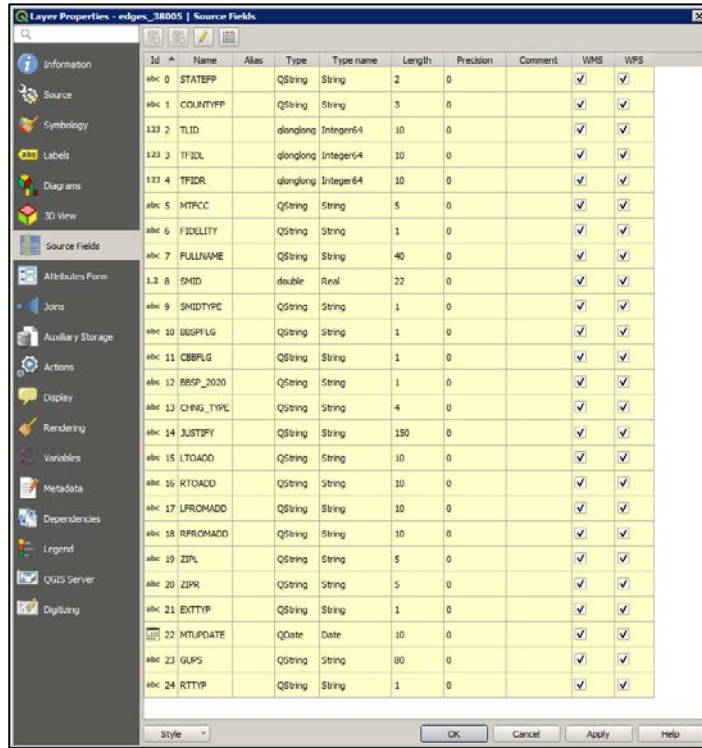 Layer Properties - edges_38005 | Source Fields
Information
Source
Symbology
abc Labels
Diagrams
3D View
Source Fields
Attributes Form
Joins
Auxiliary Storage
Actions
Display
Rendering
Variables
Metadata
Dependencies
Legend
QGIS Server
Digitizing
Id Name Alias Type Type name Length Precision Comment WMS WFS
abc 0 STATEFP QString String 2 0
abc 1 COUNTYFP QString String 3 0
123 2 TLID qlonglong Integer64 10 0
123 3 TFIDL qlonglong Integer64 10 0
123 4 TFIDR qlonglong Integer64 10 0
abc 5 MTFCC QString String 5 0
abc 6 FIDELITY QString String 1 0
abc 7 FULLNAME QString String 40 0
1.2 8 SMID double Real 22 0
abc 9 SMIDTYPE QString String 1 0
abc 10 BBSPFLG QString String 1 0
abc 11 CBBFLG QString String 1 0
abc 12 BBSP_2020 QString String 1 0
abc 13 CHNG_TYPE QString String 4 0
abc 14 JUSTIFY QString String 150 0
abc 15 LTOADD QString String 10 0
abc 16 RTOADD QString String 10 0
abc 17 LFROMADD QString String 10 0
abc 18 RFROMADD QString String 10 0
abc 19 ZIPL QString String 5 0
abc 20 ZIPR QString String 5 0
abc 21 EXTTYP QString String 1 0
22 MTUPDATE QDate Date 10 0
abc 23 GUPS QString String 80 0
abc 24 RTTYP QString String 1 0
Style OK Cancel Apply Help